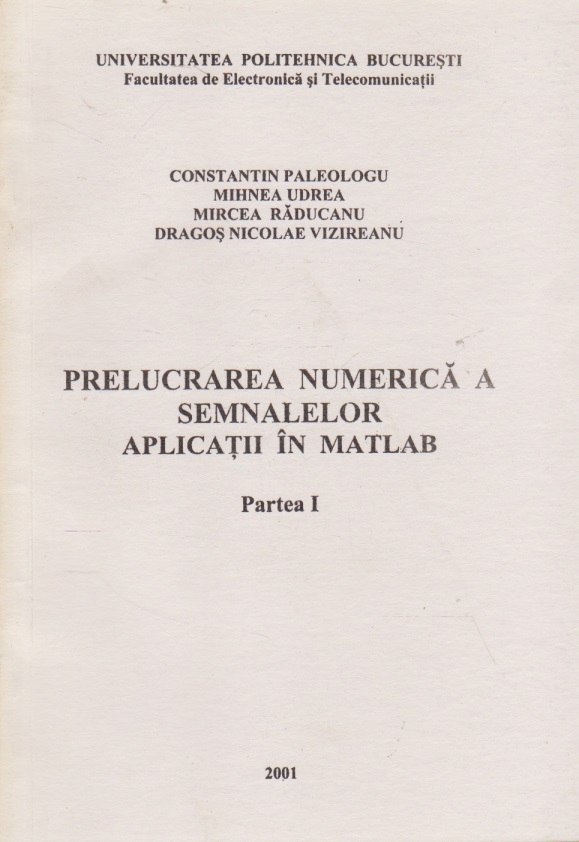 UNIVERSITATEA POLITEHNICA BUCUREŞTI
Facultatea de Electronică şi Telecomunicaţii
CONSTANTIN PALEOLOGU
MIHNEA UDREA
MIRCEA RĂDUCANU
DRAGOŞ NICOLAE VIZIREANU
PRELUCRAREA NUMERICĂ A
SEMNALELOR
APLICAŢII ÎN MATLAB
Partea I
2001